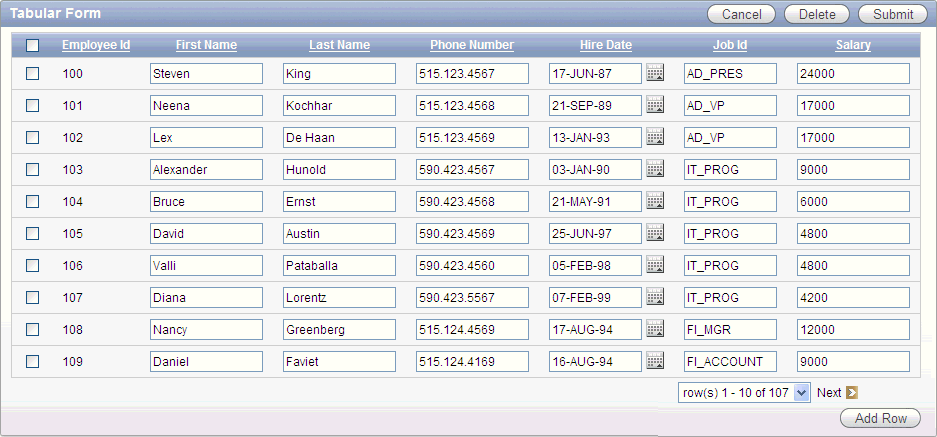 Tabular Form Cancel Delete Submit
Employee Id First Name Last Name Phone Number Hire Date Job Id Salary
100 Steven King 515.123.4567 17-JUN-87 AD_PRES 24000
101 Neena Kochhar 515.123.4568 21-SEP-89 AD_VP 17000
102 Lex De Haan 515.123.4569 13-JAN-93 AD_VP 17000
103 Alexander Hunold 590.423.4567 03-JAN-90 IT_PROG 9000
104 Bruce Ernst 590.423.4568 21-MAY-91 IT_PROG 6000
105 David Austin 590.423.4569 25-JUN-97 IT_PROG 4800
106 Valli Pataballa 590.423.4560 05-FEB-98 IT_PROG 4800
107 Diana Lorentz 590.423.5567 07-FEB-99 IT_PROG 4200
108 Nancy Greenberg 515.124.4569 17-AUG-94 FI_MGR 12000
109 Daniel Faviet 515.124.4169 16-AUG-94 FI_ACCOUNT 9000
row(s) 1 - 10 of 107 Next
Add Row